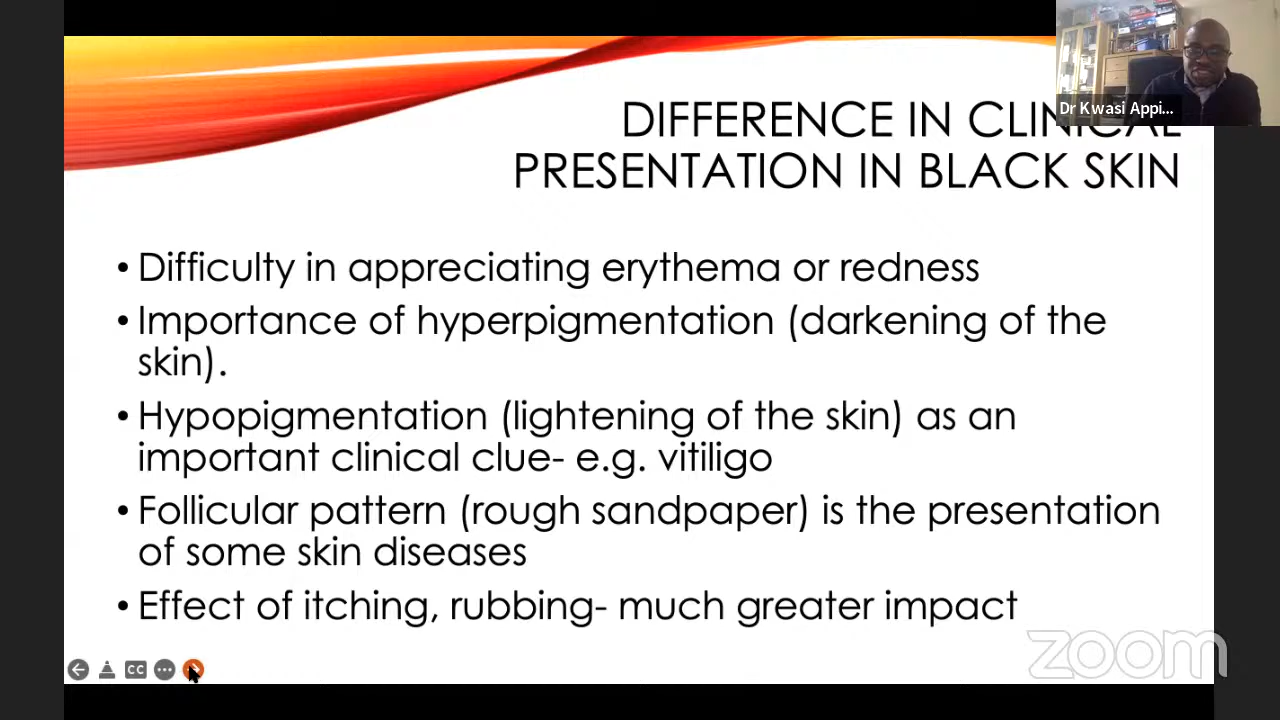 Dr Kwasi Appi...
DIFFERENCE IN CLINICAL
PRESENTATION IN BLACK SKIN
• Difficulty in appreciating erythema or redness
• Importance of hyperpigmentation (darkening of the
skin).
• Hypopigmentation (lightening of the skin) as an
important clinical clue- e.g. vitiligo
• Follicular pattern (rough sandpaper) is the presentation
of some skin diseases
• Effect of itching, rubbing- much greater impact
zoom
CC